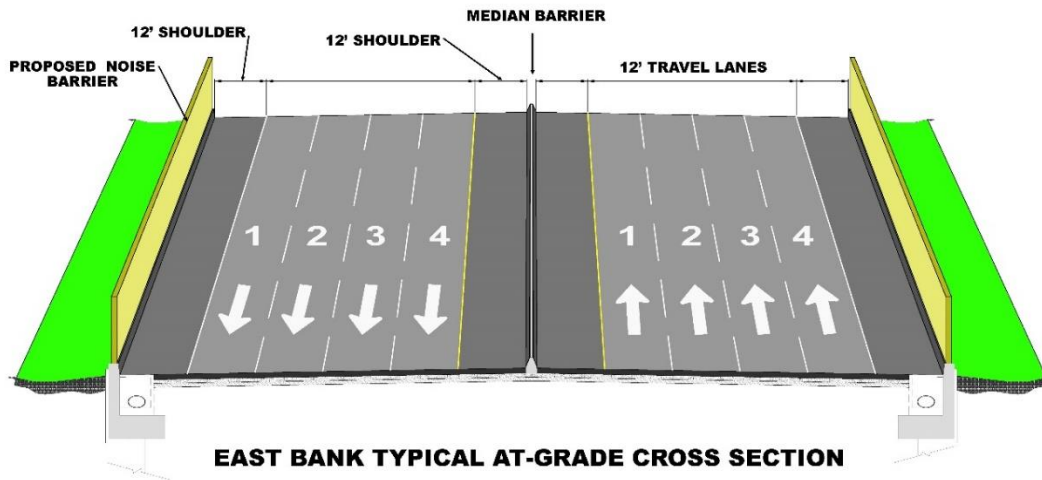 MEDIAN BARRIER
12' SHOULDER
12' SHOULDER
PROPOSED NOISE
BARRIER
12' TRAVEL LANES
1 2 3 4
1 2 3 4
EAST BANK TYPICAL AT-GRADE CROSS SECTION